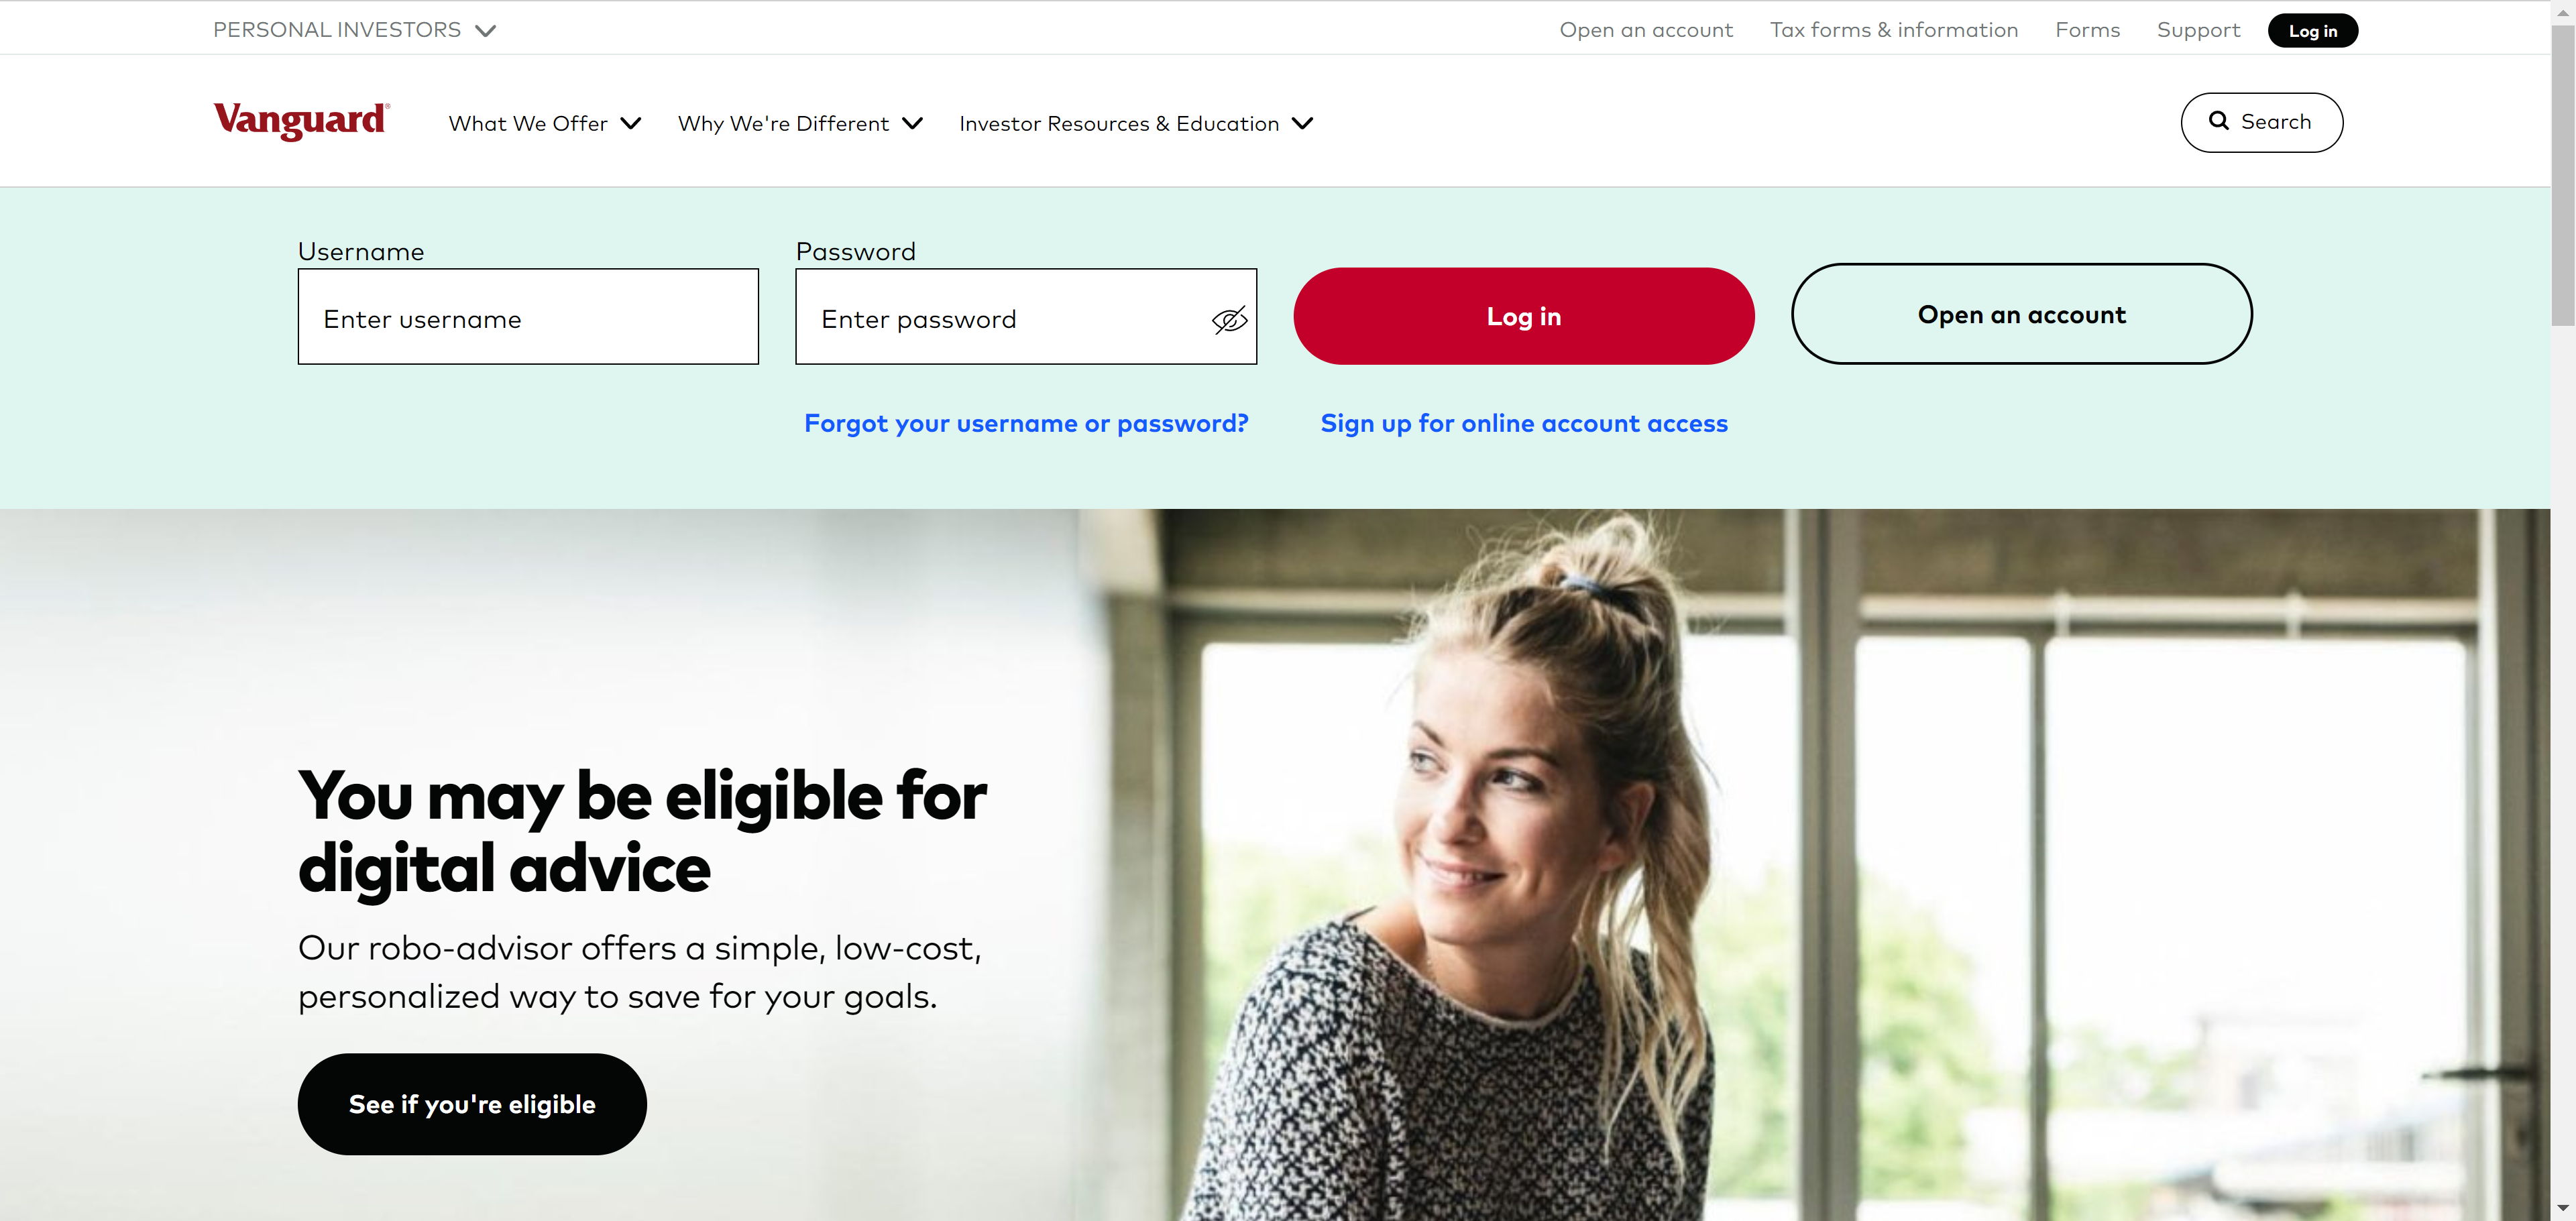 PERSONAL INVESTORS
Open an account
Tax forms & information
Forms
Support
Log in
Vanguard®
What We Offer
Why We're Different
Investor Resources & Education
Search
Username
Password
Enter username
Enter password
Log in
Open an account
Forgot your username or password?
Sign up for online account access
You may be eligible for
digital advice
Our robo-advisor offers a simple, low-cost,
personalized way to save for your goals.
See if you're eligible